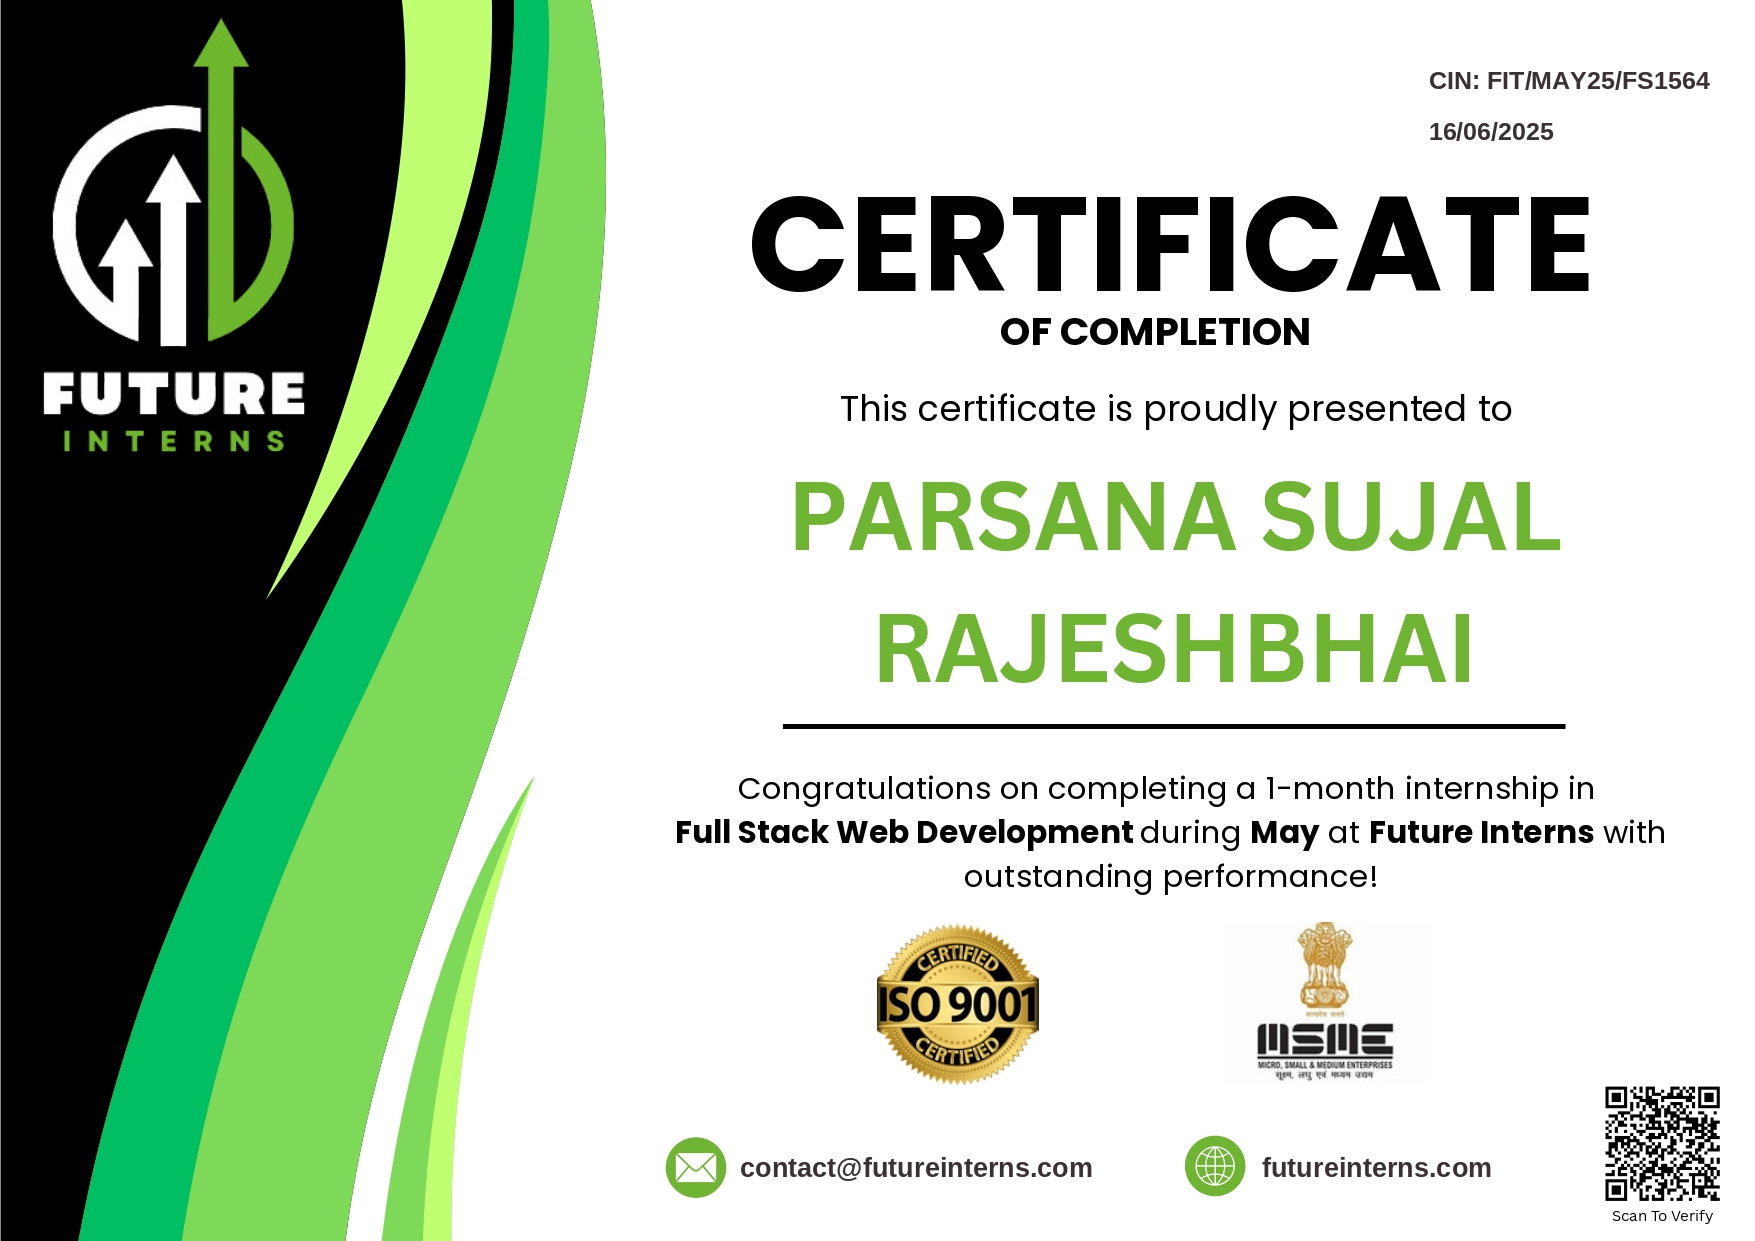 FUTURE
INTERNS
CIN: FIT/MAY25/FS1564
16/06/2025
CERTIFICATE
OF COMPLETION
This certificate is proudly presented to
PARSANA SUJAL
RAJESHBHAI
Congratulations on completing a 1-month internship in
Full Stack Web Development during May at Future Interns with
outstanding performance!
CERTIFIED
ISO 9001
CERTIFIED
सत्यमेव जयते
MSME
MICRO, SMALL & MEDIUM ENTERPRISES
सूक्ष्म, लघु एवं मध्यम उद्यम
contact@futureinterns.com
futureinterns.com
Scan To Verify